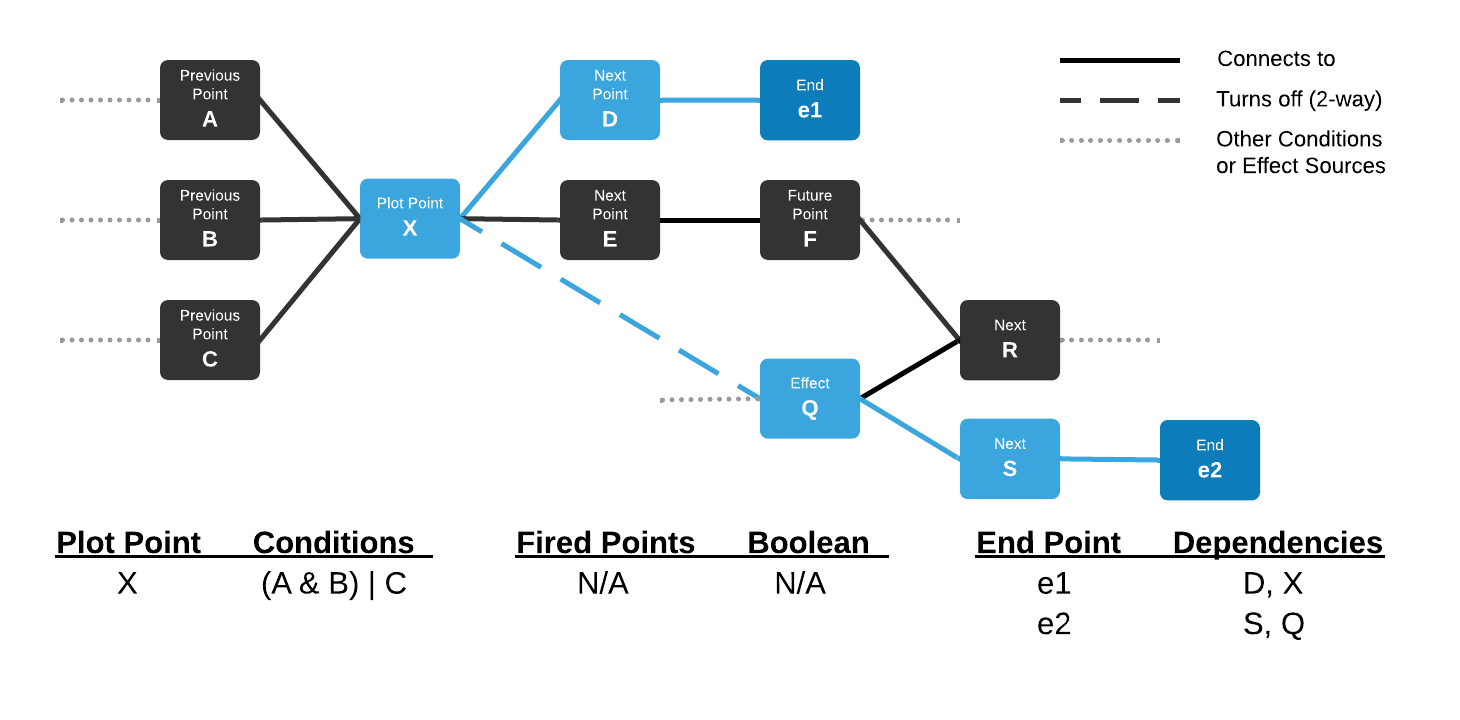 Previous
Point
A
Previous
Point
B
Previous
Point
C
Plot Point
X
Next
Point
D
End
e1
Next
Point
E
Future
Point
F
Effect
Q
Next
R
Next
S
End
e2
Connects to
Turns off (2-way)
Other Conditions
or Effect Sources
Plot Point Conditions
X (A & B) | C
Fired Points Boolean
N/A N/A
End Point Dependencies
e1 D, X
e2 S, Q